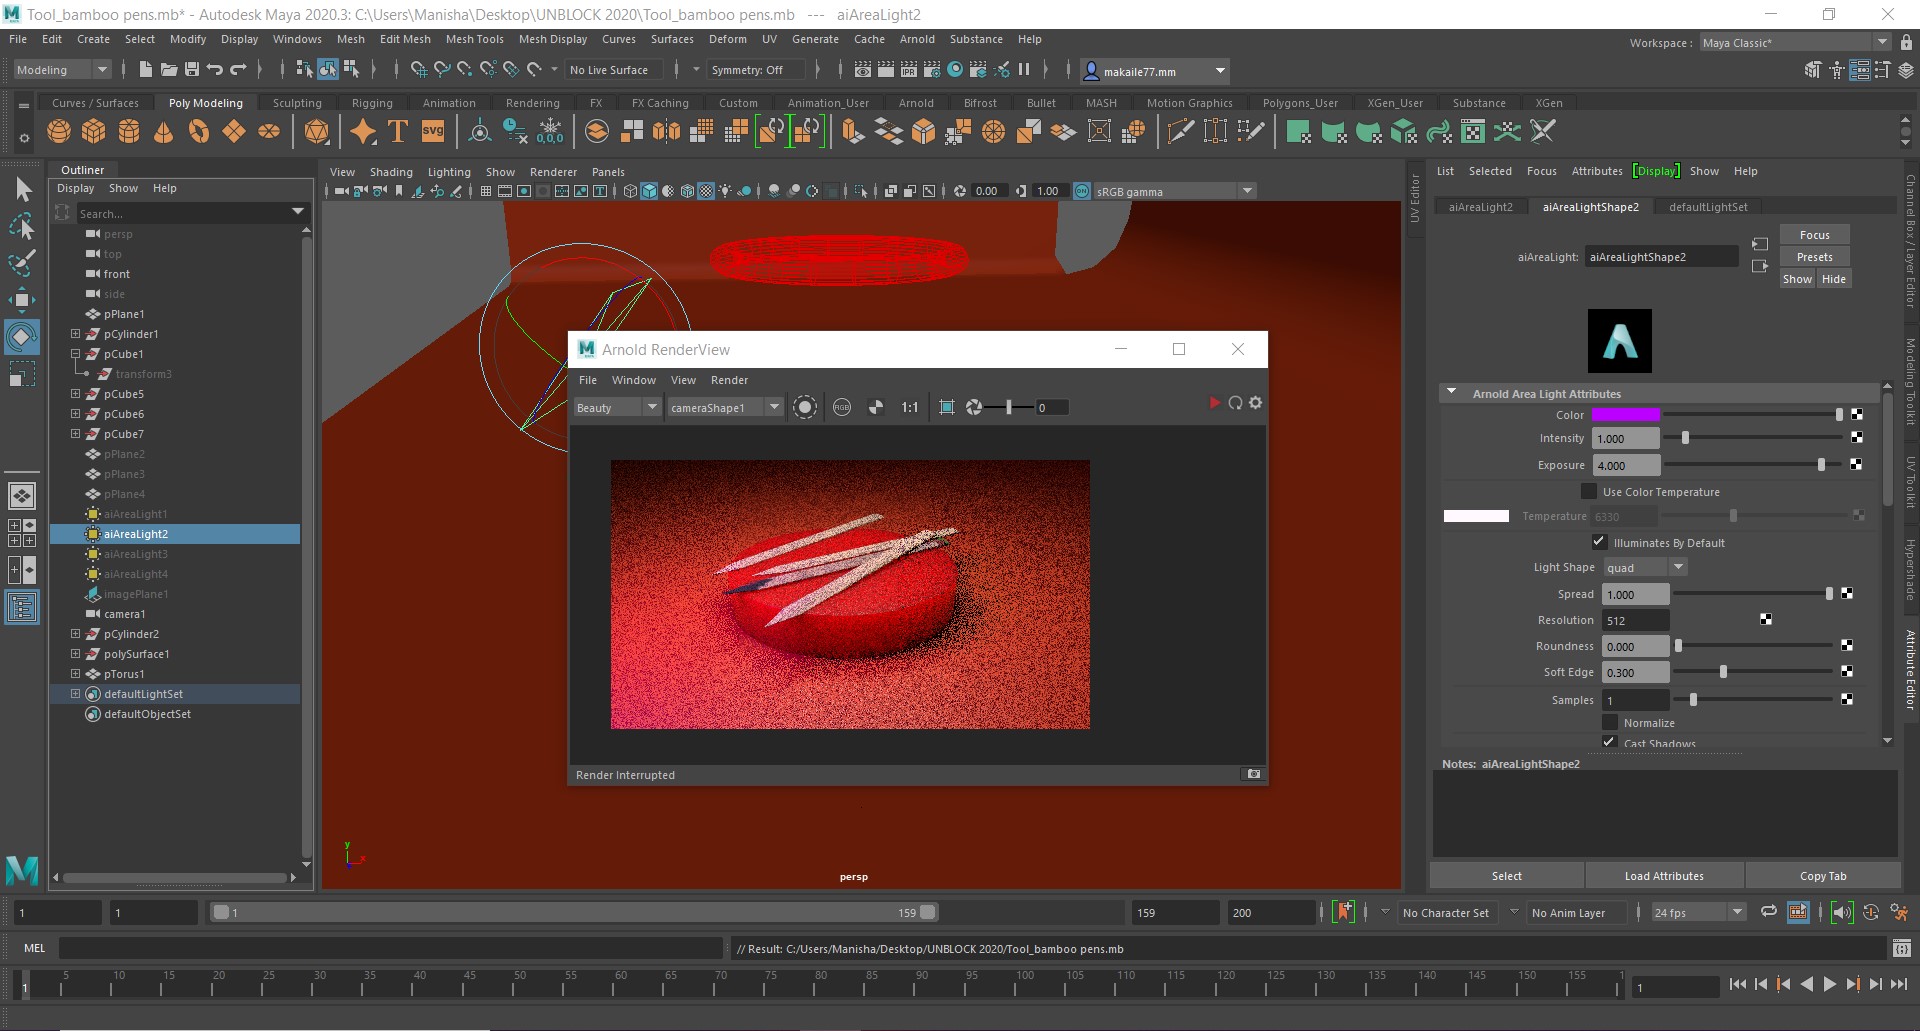 Tool_bamboo pens.mb* - Autodesk Maya 2020.3: C:\Users\Manisha\Desktop\UNBLOCK 2020\Tool_bamboo pens.mb --- aiAreaLight2
File Edit Create Select Modify Display Windows Mesh Edit Mesh Mesh Tools Mesh Display Curves Surfaces Deform UV Generate Cache Arnold Substance Help
Workspace : Maya Classic*
Modeling No Live Surface Symmetry: Off makaile77.mm
Curves / Surfaces Poly Modeling Sculpting Rigging Animation Rendering FX FX Caching Custom Animation_User Arnold Bifrost Bullet MASH Motion Graphics Polygons_User XGen_User Substance XGen
T SVG 0,0,0
Outliner
Display Show Help
Search...
persp
top
front
side
pPlane1
pCylinder1
pCube1
transform3
pCube5
pCube6
pCube7
pPlane2
pPlane3
pPlane4
aiAreaLight1
aiAreaLight2
aiAreaLight3
aiAreaLight4
imagePlane1
camera1
pCylinder2
polySurface1
pTorus1
defaultLightSet
defaultObjectSet
View Shading Lighting Show Renderer Panels
0.00 1.00 sRGB gamma
Arnold RenderView
File Window View Render
Beauty cameraShape1 RGB 1:1 0
Render Interrupted
y
x
persp
UV Editor
List Selected Focus Attributes Display Show Help
aiAreaLight2 aiAreaLightShape2 defaultLightSet
Focus
aiAreaLight: aiAreaLightShape2 Presets
Show Hide
Arnold Area Light Attributes
Color
Intensity 1.000
Exposure 4.000
Use Color Temperature
Temperature 6330
Illuminates By Default
Light Shape quad
Spread 1.000
Resolution 512
Roundness 0.000
Soft Edge 0.300
Samples 1
Normalize
Cast Shadows
Notes: aiAreaLightShape2
Select Load Attributes Copy Tab
Channel Box / Layer Editor
Modeling Toolkit
UV Toolkit
Hypershade
Attribute Editor
1 1 1 159 159 200 No Character Set No Anim Layer 24 fps
MEL // Result: C:/Users/Manisha/Desktop/UNBLOCK 2020/Tool_bamboo pens.mb
1 5 10 15 20 25 30 35 40 45 50 55 60 65 70 75 80 85 90 95 100 105 110 115 120 125 130 135 140 145 150 155 1
1